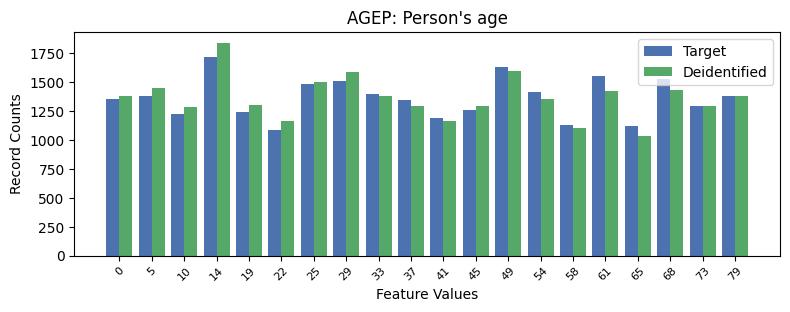 AGEP: Person's age
Target
Deidentified
Record Counts
1750
1500
1250
1000
750
500
250
0
0 5 10 14 19 22 25 29 33 37 41 45 49 54 58 61 65 68 73 79
Feature Values